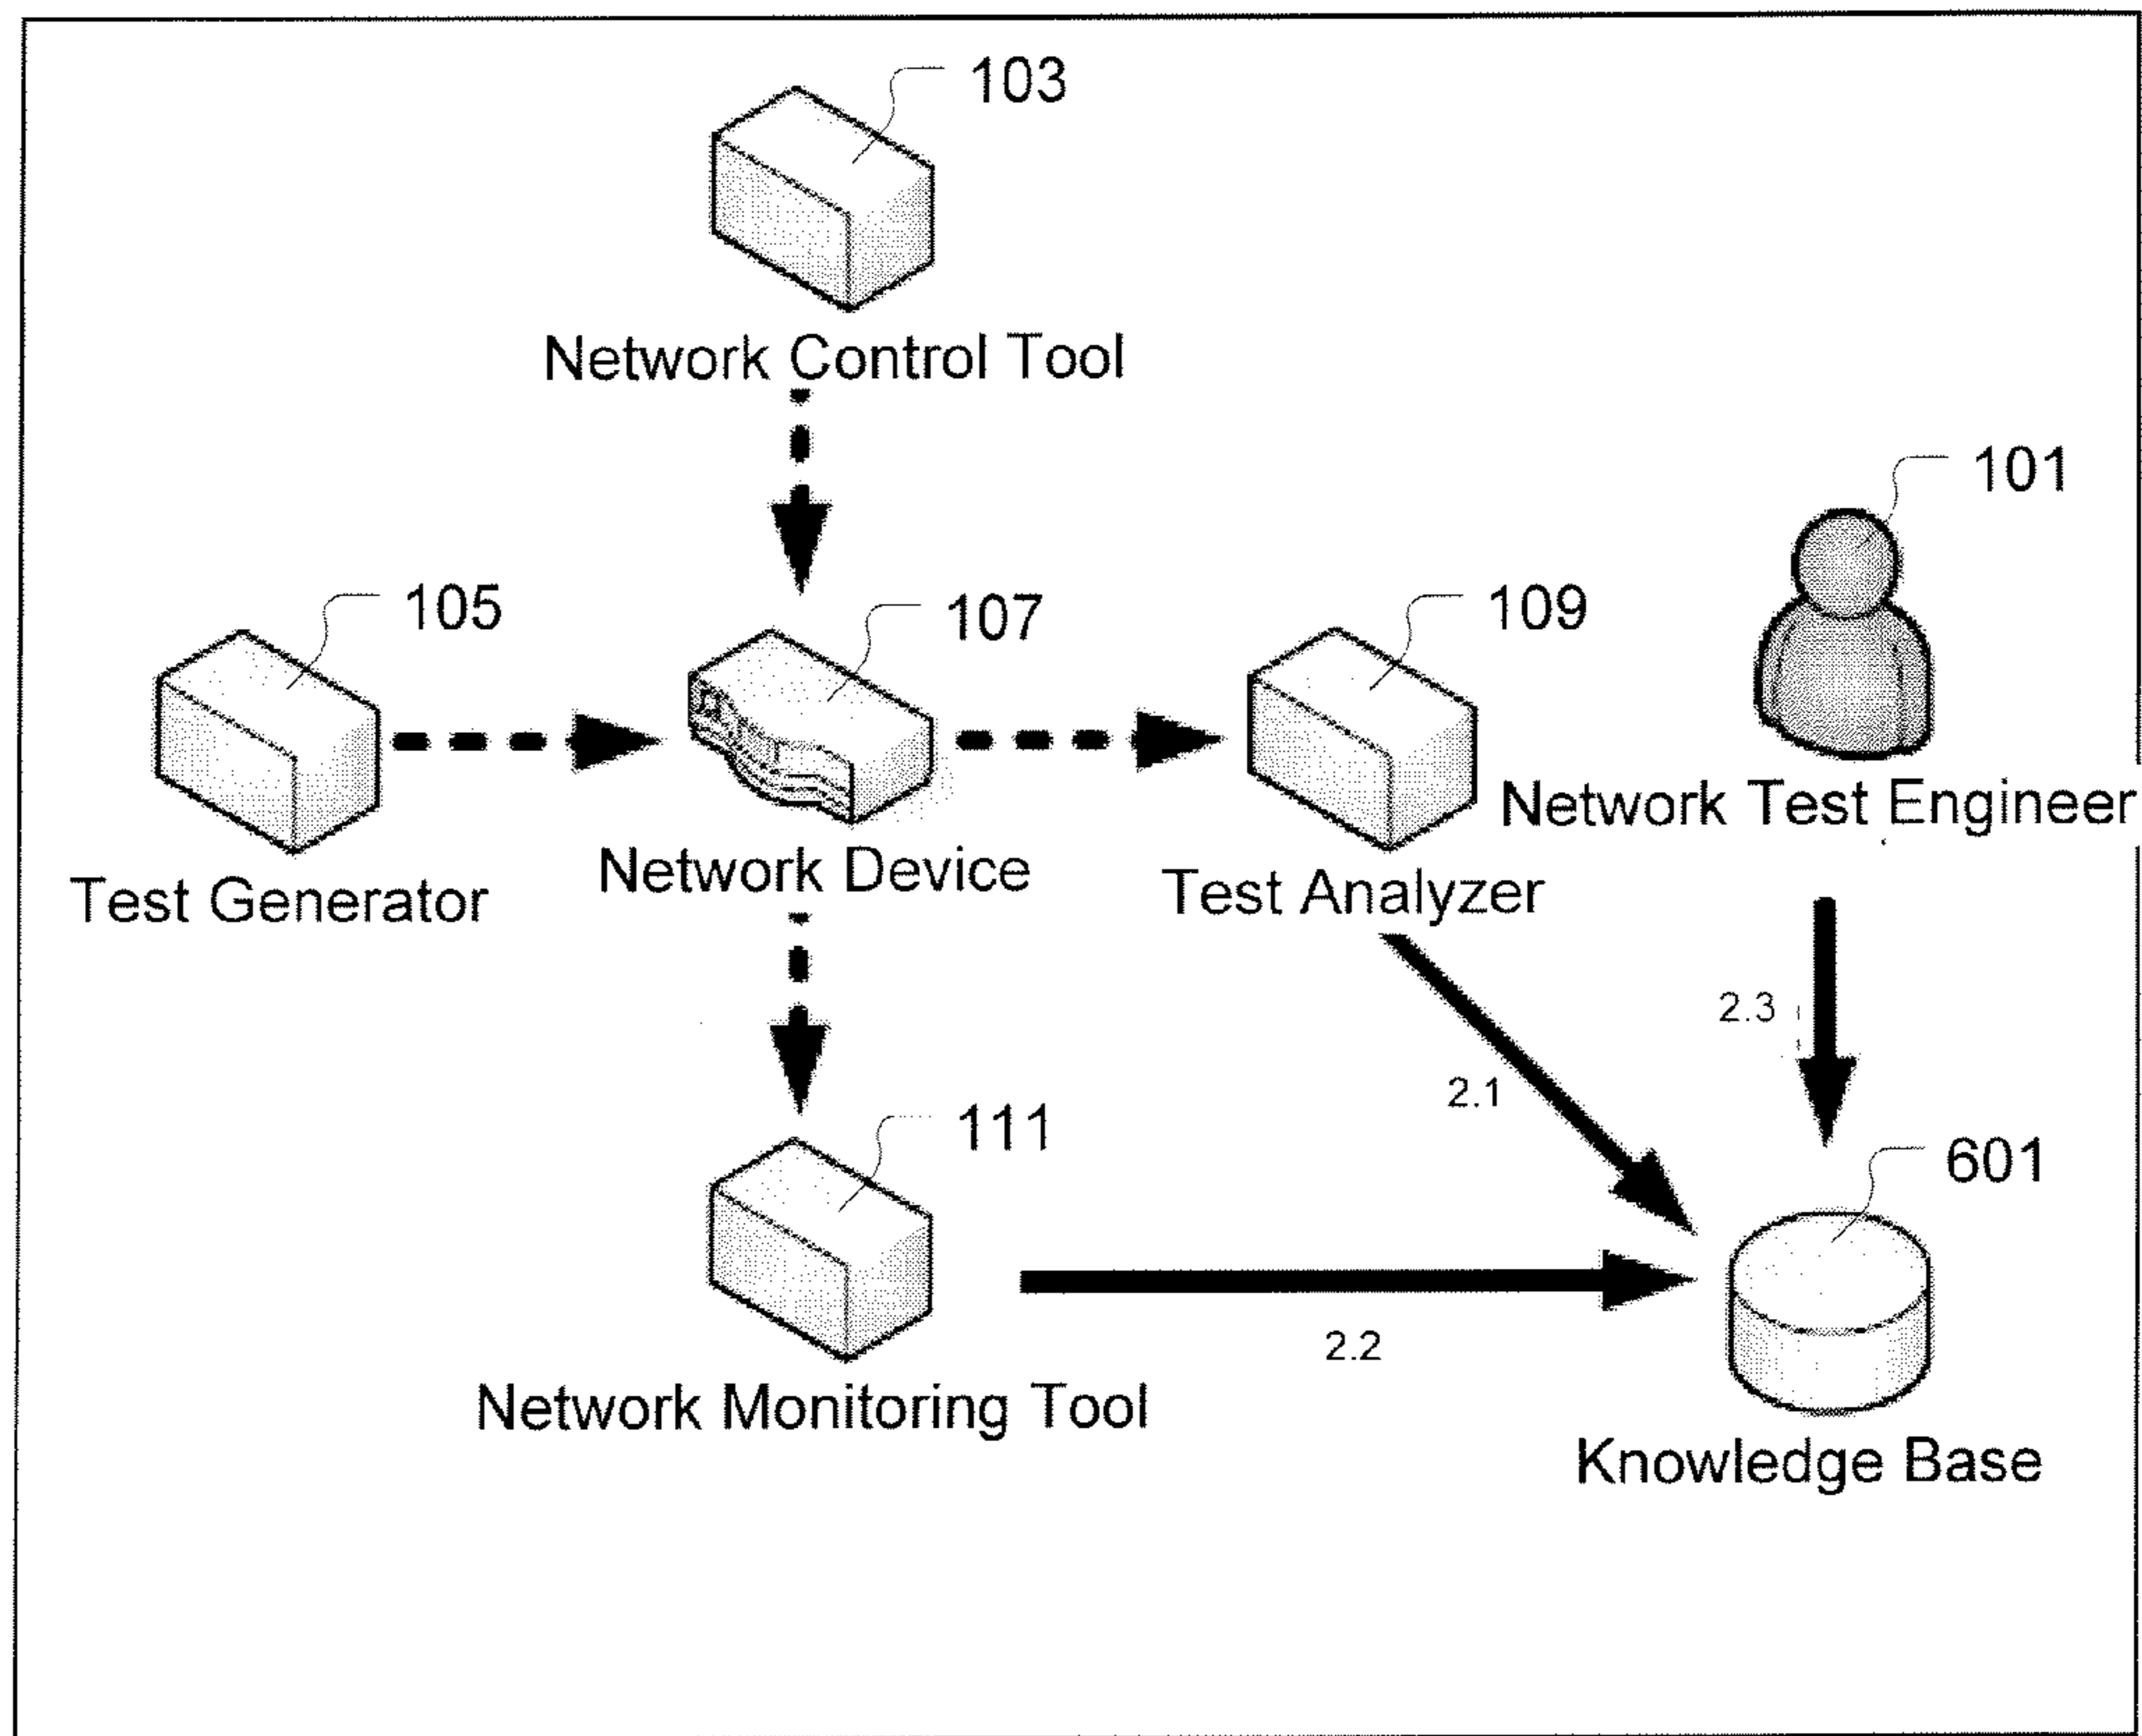 103
Network Control Tool
101
105
107
109
Network Test Engineer
Network Device
Test Generator
Test Analyzer
2.3
2.1
111
601
2.2
Network Monitoring Tool
Knowledge Base